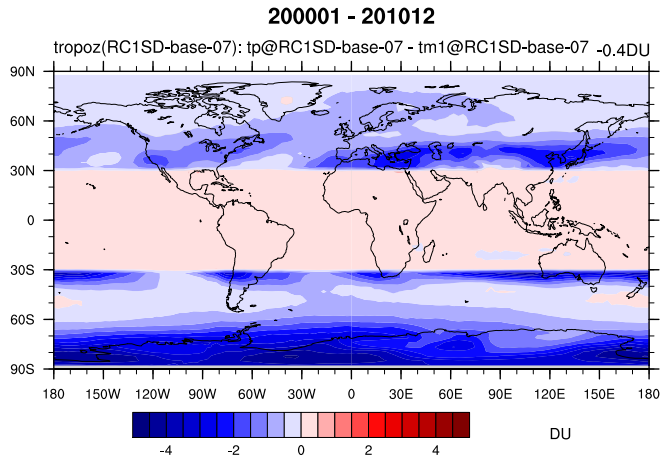 200001 - 201012
tropoz(RC1SD-base-07): tp@RC1SD-base-07 - tm1@RC1SD-base-07 -0.4DU
90N
60N
30N
0
30S
60S
90S
180 150W 120W 90W 60W 30W 0 30E 60E 90E 120E 150E 180
-4 -2 0 2 4 DU